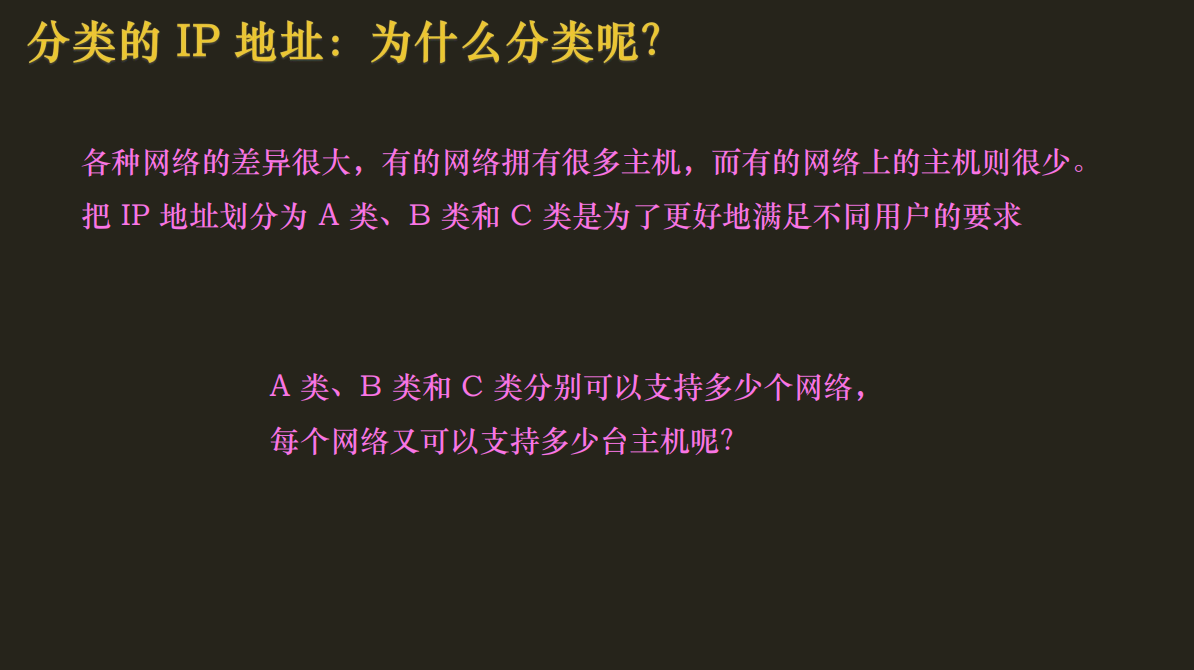 分类的 IP 地址：为什么分类呢？
各种网络的差异很大，有的网络拥有很多主机，而有的网络上的主机则很少。
把 IP 地址划分为 A 类、B 类和 C 类是为了更好地满足不同用户的要求
A 类、B 类和 C 类分别可以支持多少个网络，
每个网络又可以支持多少台主机呢？